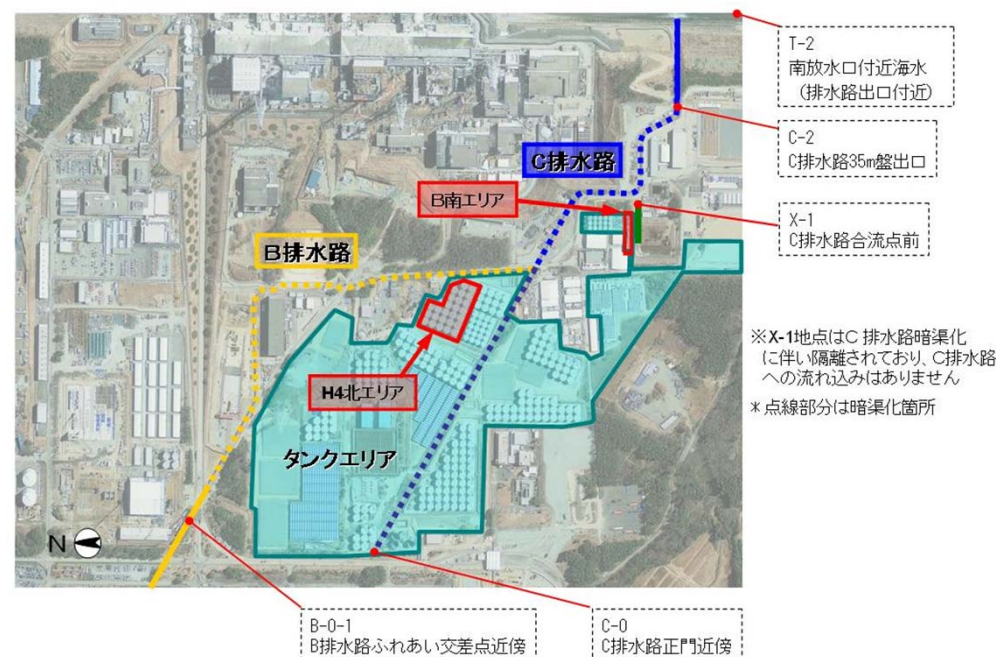 T-2
南放水口付近海水
（排水路出口付近）
C-2
C排水路35m盤出口
C排水路
B南エリア
X-1
C排水路合流点前
B排水路
※X-1地点はC 排水路暗渠化
に伴い隔離されており、C排水路
への流れ込みはありません
＊点線部分は暗渠化箇所
H4北エリア
タンクエリア
N
B-0-1
B排水路ふれあい交差点近傍
C-0
C排水路正門近傍